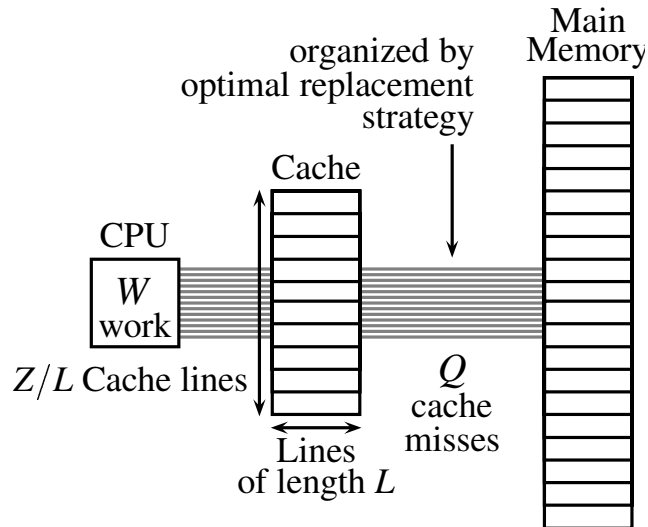 Main
Memory
organized by
optimal replacement
strategy
Cache
CPU
W
work
Z/L Cache lines
Q
cache
misses
Lines
of length L